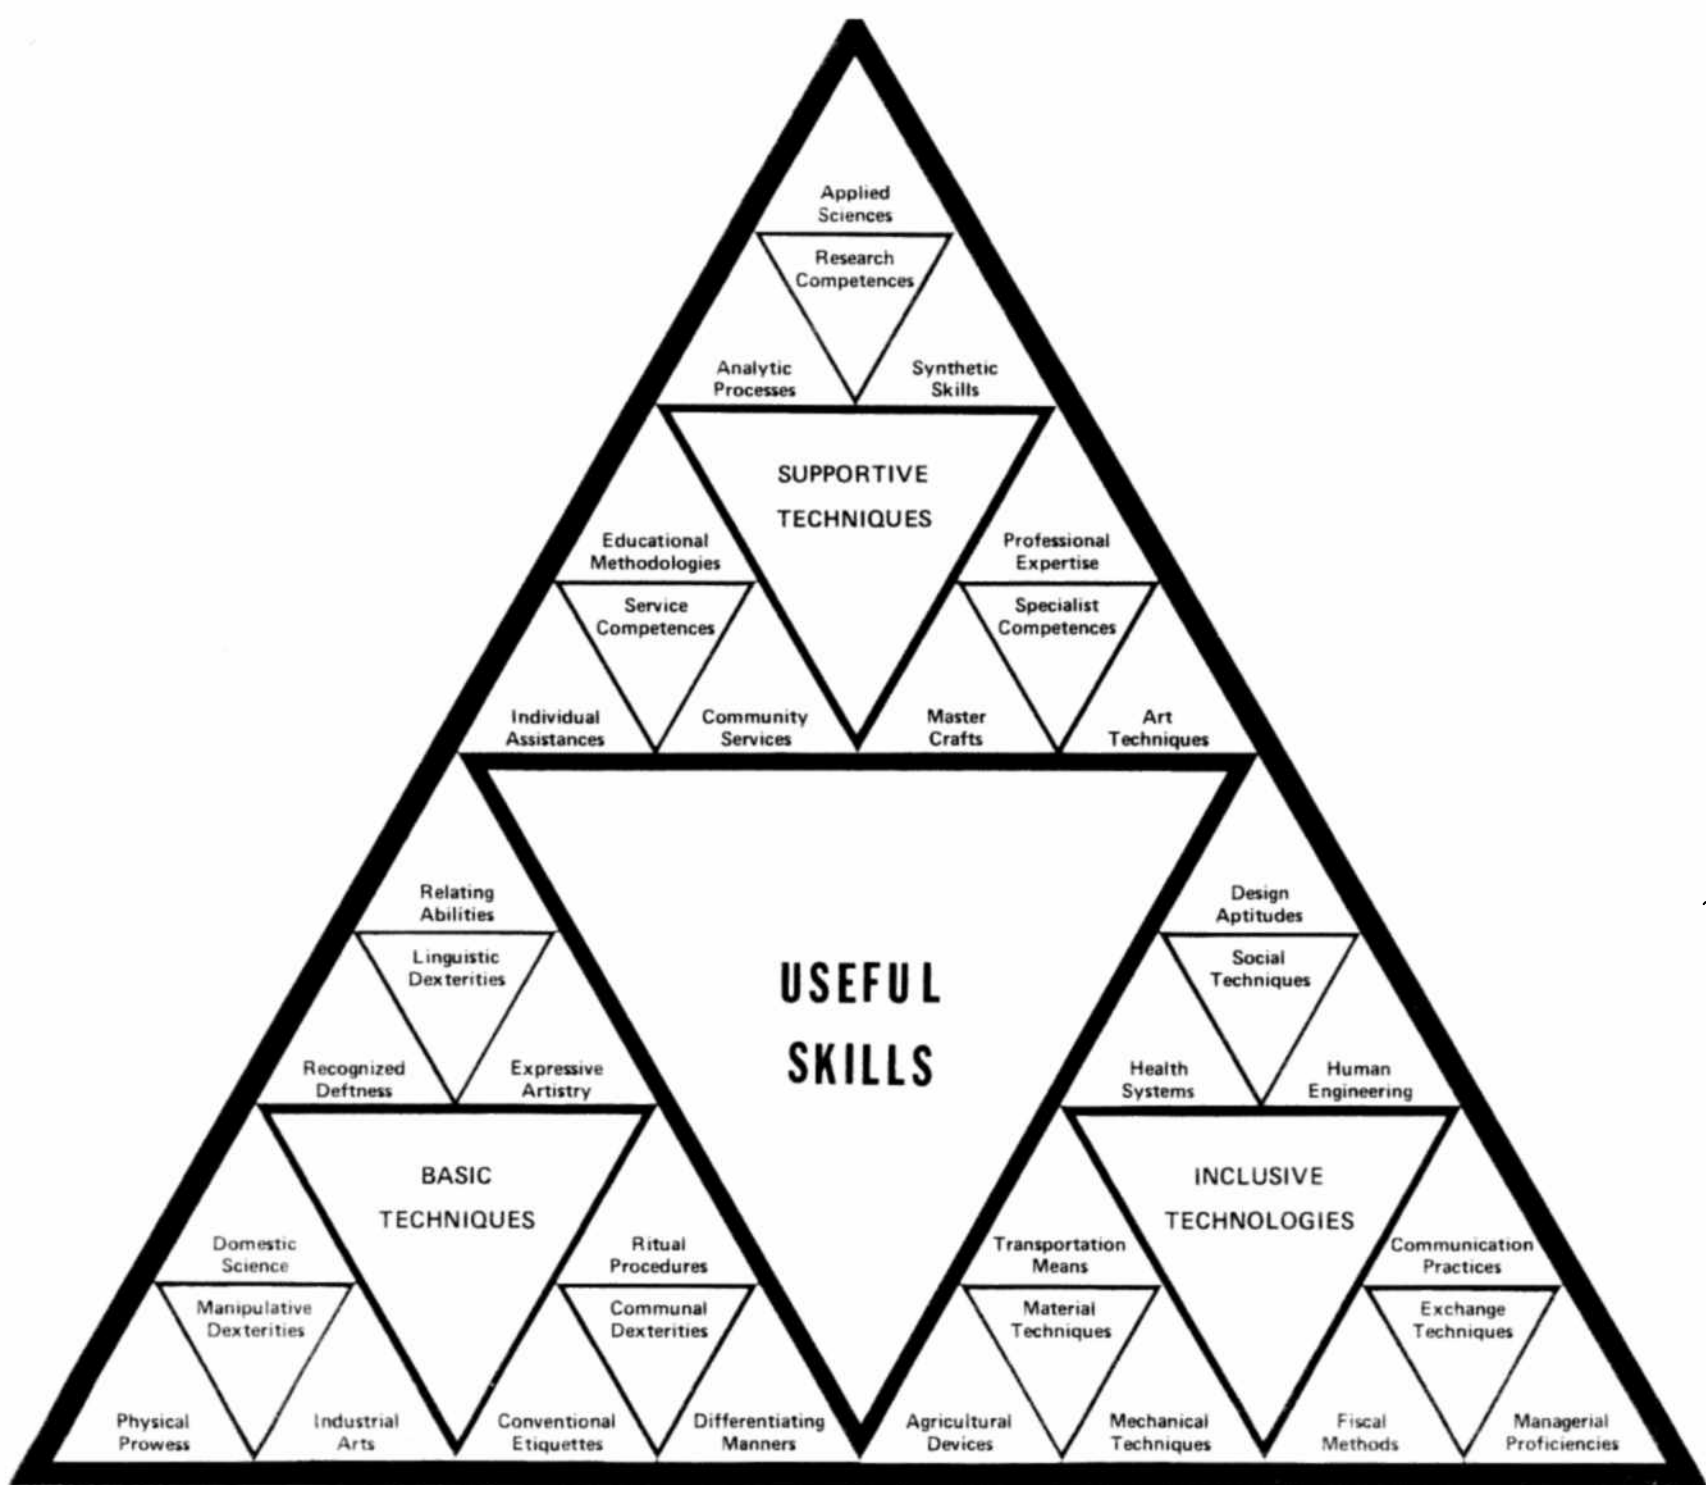 Applied
Sciences
Research
Competences
Analytic
Processes
Synthetic
Skills
SUPPORTIVE
TECHNIQUES
Educational
Methodologies
Service
Competences
Individual
Assistances
Community
Services
Professional
Expertise
Specialist
Competences
Master
Crafts
Art
Techniques
USEFUL
SKILLS
Relating
Abilities
Linguistic
Dexterities
Recognized
Deftness
Expressive
Artistry
BASIC
TECHNIQUES
Domestic
Science
Manipulative
Dexterities
Physical
Prowess
Industrial
Arts
Ritual
Procedures
Communal
Dexterities
Conventional
Etiquettes
Differentiating
Manners
Design
Aptitudes
Social
Techniques
Health
Systems
Human
Engineering
INCLUSIVE
TECHNOLOGIES
Transportation
Means
Material
Techniques
Agricultural
Devices
Mechanical
Techniques
Communication
Practices
Exchange
Techniques
Fiscal
Methods
Managerial
Proficiencies